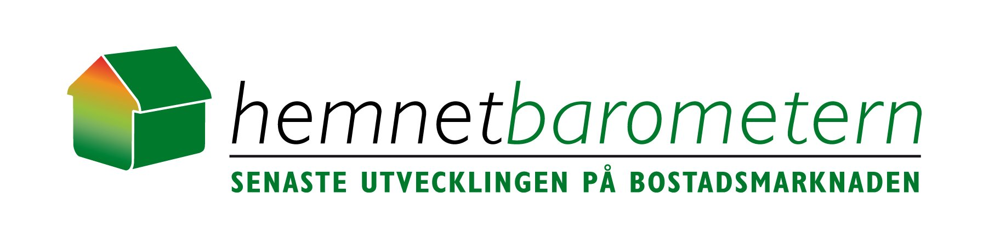 hemnetbarometern
SENASTE UTVECKLINGEN PÅ BOSTADSMARKNADEN